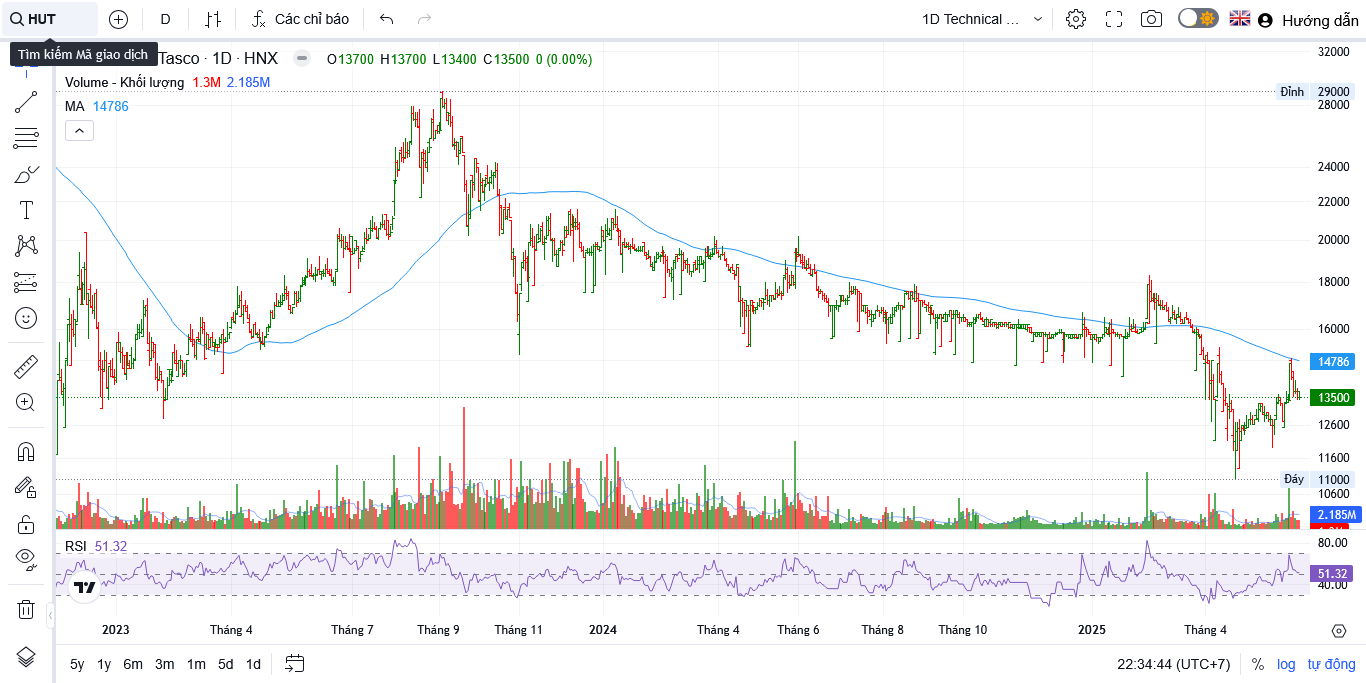 HUT
D
Các chỉ báo
1D Technical ...
Hướng dẫn
Tìm kiếm Mã giao dịch
Tasco · 1D · HNX
O13700 H13700 L13400 C13500 0 (0.00%)
Volume - Khối lượng 1.3M 2.185M
MA 14786
32000
Đỉnh 29000
28000
24000
22000
20000
18000
16000
14786
13500
12600
11600
Đáy 11000
10600
2.185M
RSI 51.32
80.00
51.32
40.00
2023 Tháng 4 Tháng 7 Tháng 9 Tháng 11 2024 Tháng 4 Tháng 6 Tháng 8 Tháng 10 2025 Tháng 4
5y 1y 6m 3m 1m 5d 1d
22:34:44 (UTC+7) % log tự động